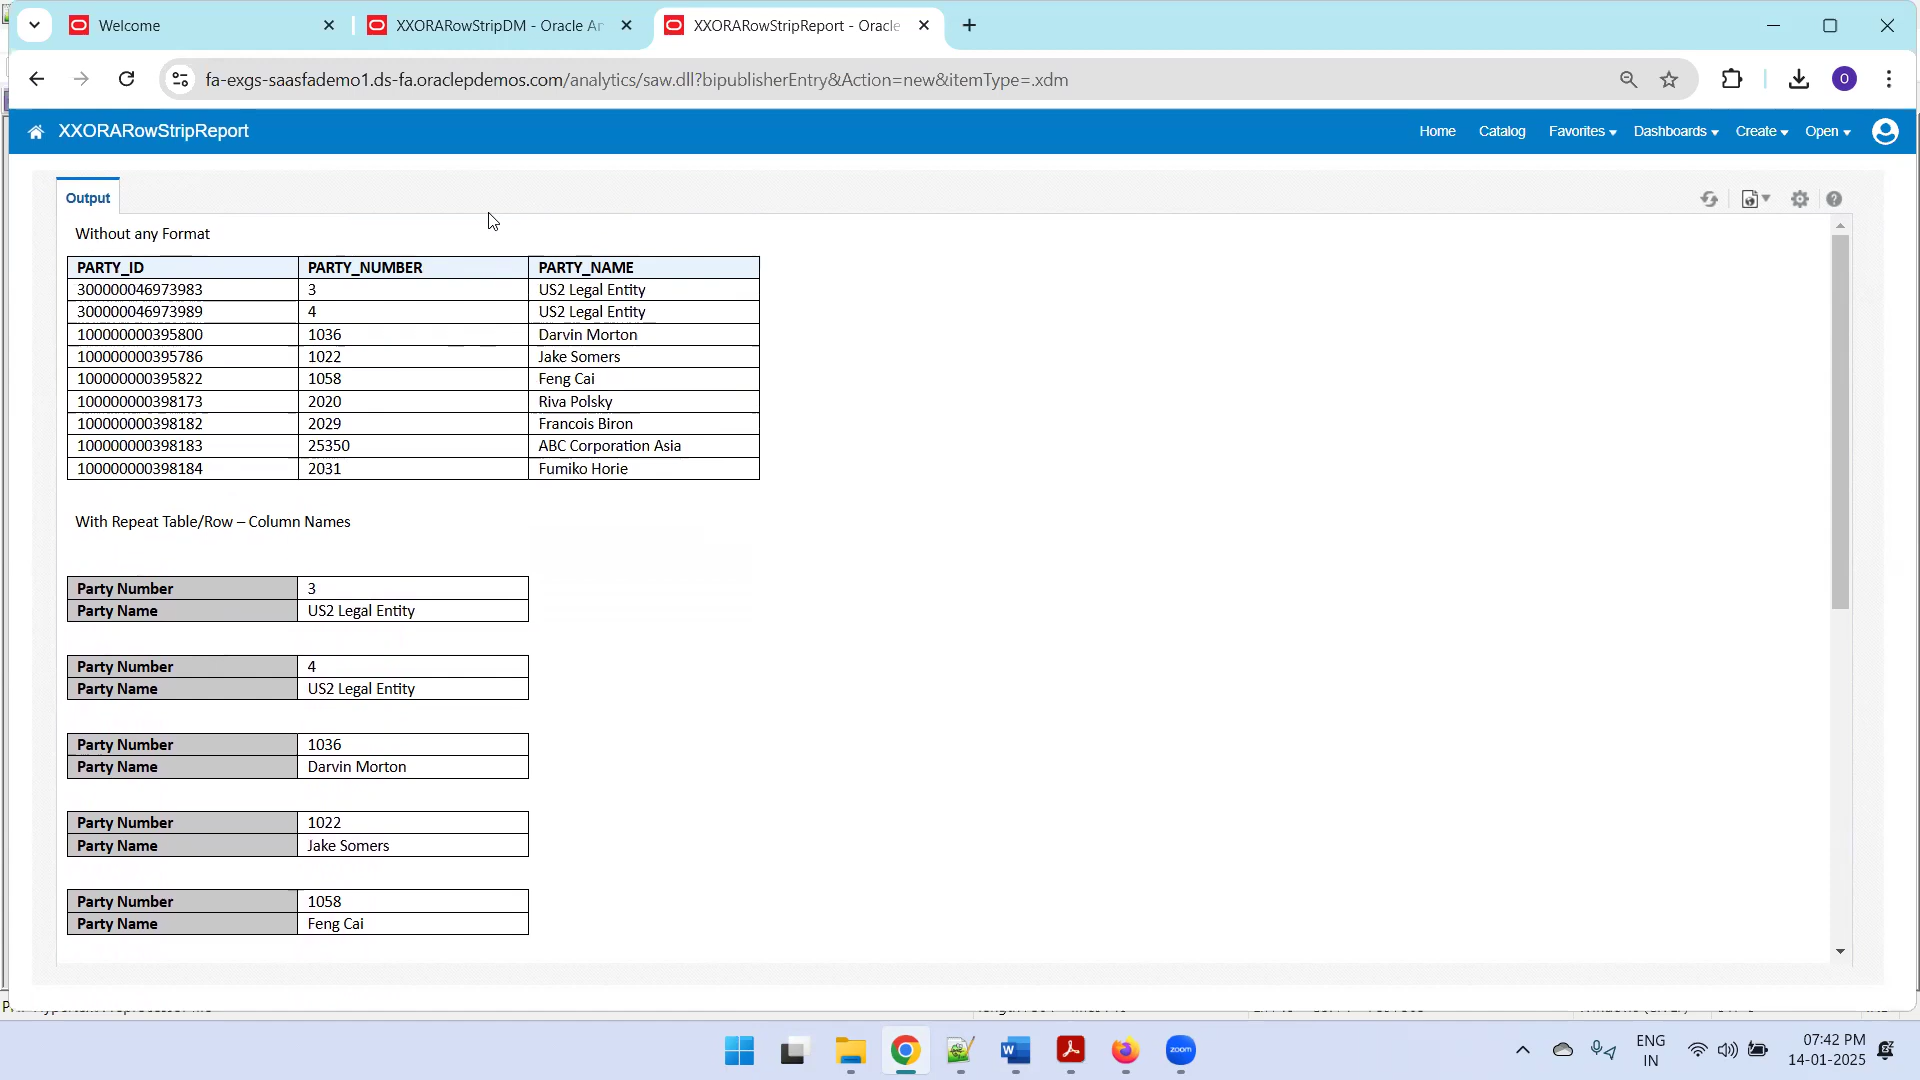 Welcome
XXORARowStripDM - Oracle An
XXORARowStripReport - Oracle
fa-exgs-saasfademo1.ds-fa.oraclepdemos.com/analytics/saw.dll?bipublisherEntry&Action=new&itemType=.xdm
O
XXORARowStripReport
Home
Catalog
Favorites
Dashboards
Create
Open
Output
Without any Format
PARTY_ID PARTY_NUMBER PARTY_NAME
300000046973983 3 US2 Legal Entity
300000046973989 4 US2 Legal Entity
100000000395800 1036 Darvin Morton
100000000395786 1022 Jake Somers
100000000395822 1058 Feng Cai
100000000398173 2020 Riva Polsky
100000000398182 2029 Francois Biron
100000000398183 25350 ABC Corporation Asia
100000000398184 2031 Fumiko Horie
With Repeat Table/Row – Column Names
Party Number 3
Party Name US2 Legal Entity
Party Number 4
Party Name US2 Legal Entity
Party Number 1036
Party Name Darvin Morton
Party Number 1022
Party Name Jake Somers
Party Number 1058
Party Name Feng Cai
zoom
ENG
IN
07:42 PM
14-01-2025